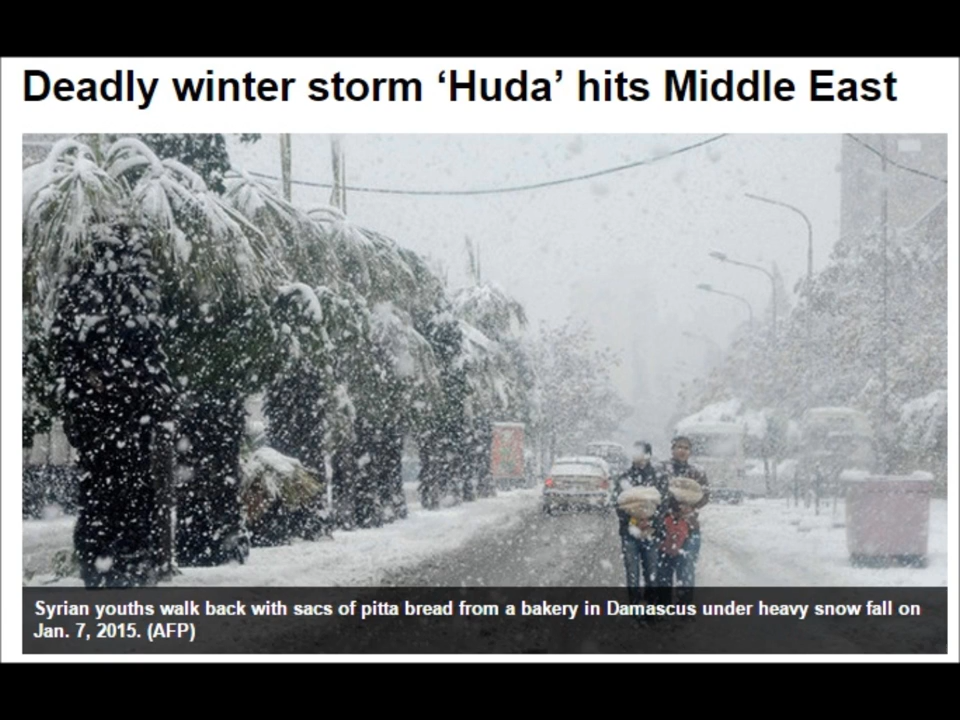 Deadly winter storm ‘Huda’ hits Middle East
Syrian youths walk back with sacs of pitta bread from a bakery in Damascus under heavy snow fall on
Jan. 7, 2015. (AFP)